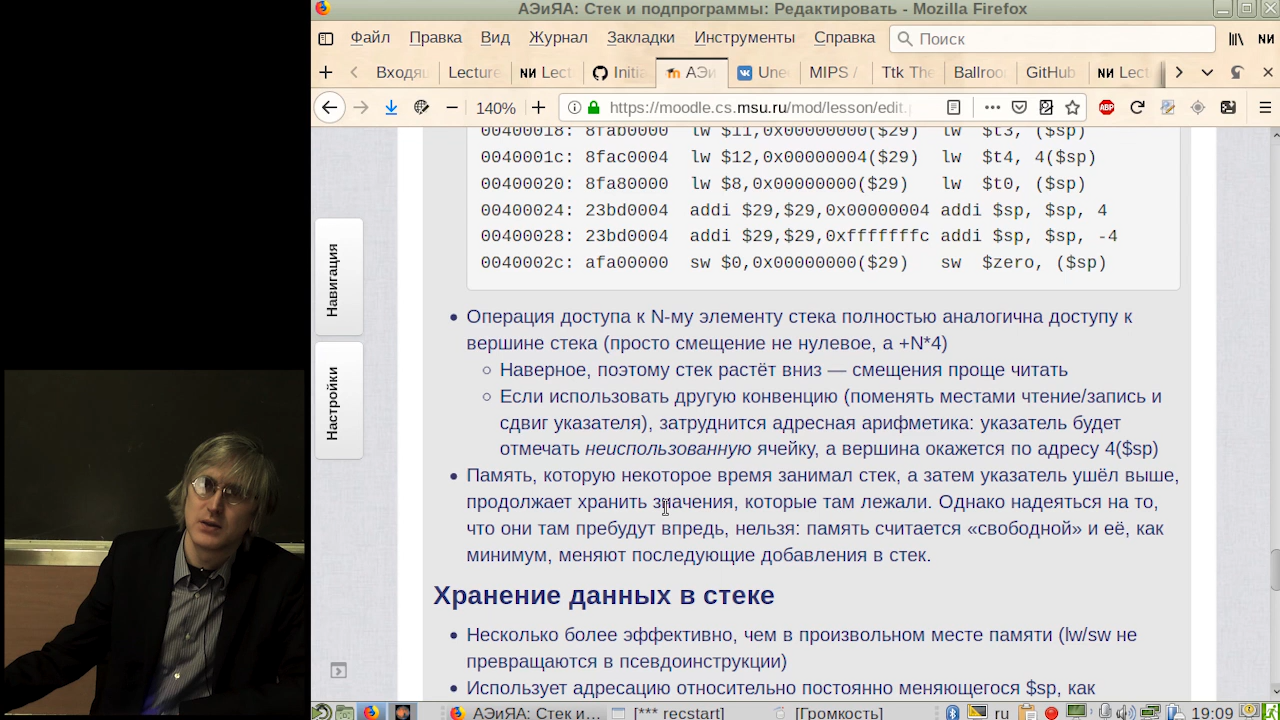 АЭиЯА: Стек и подпрограммы: Редактировать - Mozilla Firefox
Файл Правка Вид Журнал Закладки Инструменты Справка Поиск
Входящ Lecture Lect Initia АЭи Une MIPS / Ttk The Ballroo GitHub Lect
140% https://moodle.cs.msu.ru/mod/lesson/edit.p ABP
00400018: 8fab0000 lw $11,0x00000000($29) lw $t3, ($sp)
0040001c: 8fac0004 lw $12,0x00000004($29) lw $t4, 4($sp)
00400020: 8fa80000 lw $8,0x00000000($29) lw $t0, ($sp)
00400024: 23bd0004 addi $29,$29,0x00000004 addi $sp, $sp, 4
00400028: 23bd0004 addi $29,$29,0xfffffffc addi $sp, $sp, -4
0040002c: afa00000 sw $0,0x00000000($29) sw $zero, ($sp)
Навигация
Настройки
Операция доступа к N-му элементу стека полностью аналогична доступу к
вершине стека (просто смещение не нулевое, а +N*4)
Наверное, поэтому стек растёт вниз — смещения проще читать
Если использовать другую конвенцию (поменять местами чтение/запись и
сдвиг указателя), затруднится адресная арифметика: указатель будет
отмечать неиспользованную ячейку, а вершина окажется по адресу 4($sp)
Память, которую некоторое время занимал стек, а затем указатель ушёл выше,
продолжает хранить значения, которые там лежали. Однако надеяться на то,
что они там пребудут впредь, нельзя: память считается «свободной» и её, как
минимум, меняют последующие добавления в стек.
Хранение данных в стеке
Несколько более эффективно, чем в произвольном месте памяти (lw/sw не
превращаются в псевдоинструкции)
Использует адресацию относительно постоянно меняющегося $sp, как
АЭиЯА: Стек и... [*** recstart] [Громкость] ru 19:09